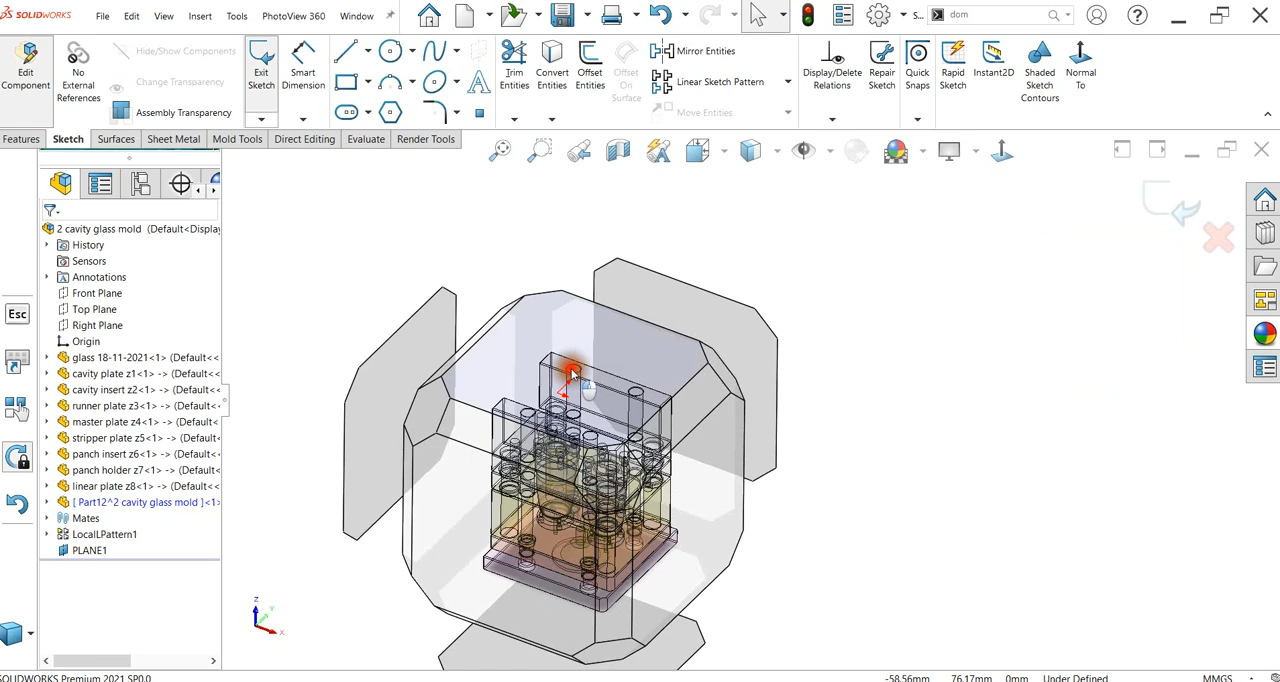 SOLIDWORKS File Edit View Insert Tools PhotoView 360 Window S... dom
Edit Component
No External References
Hide/Show Components
Change Transparency
Assembly Transparency
Exit Sketch
Smart Dimension
Trim Entities
Convert Entities
Offset Entities
Offset On Surface
Mirror Entities
Linear Sketch Pattern
Move Entities
Display/Delete Relations
Repair Sketch
Quick Snaps
Rapid Sketch
Instant2D
Shaded Sketch Contours
Normal To
Features Sketch Surfaces Sheet Metal Mold Tools Direct Editing Evaluate Render Tools
2 cavity glass mold (Default<Display
History
Sensors
Annotations
Front Plane
Top Plane
Right Plane
Origin
glass 18-11-2021<1> (Default<<
cavity plate z1<1> -> (Default<
cavity insert z2<1> -> (Default<
runner plate z3<1> -> (Default<
master plate z4<1> -> (Default<
stripper plate z5<1> -> (Default
panch insert z6<1> -> (Default<
panch holder z7<1> -> (Default<
linear plate z8<1> -> (Default<
[ Part12^2 cavity glass mold ]<1>
Mates
LocalLPattern1
PLANE1
Esc
Z
Y
X
SOLIDWORKS Premium 2021 SP0.0 -58.56mm 76.17mm 0mm Under Defined MMGS